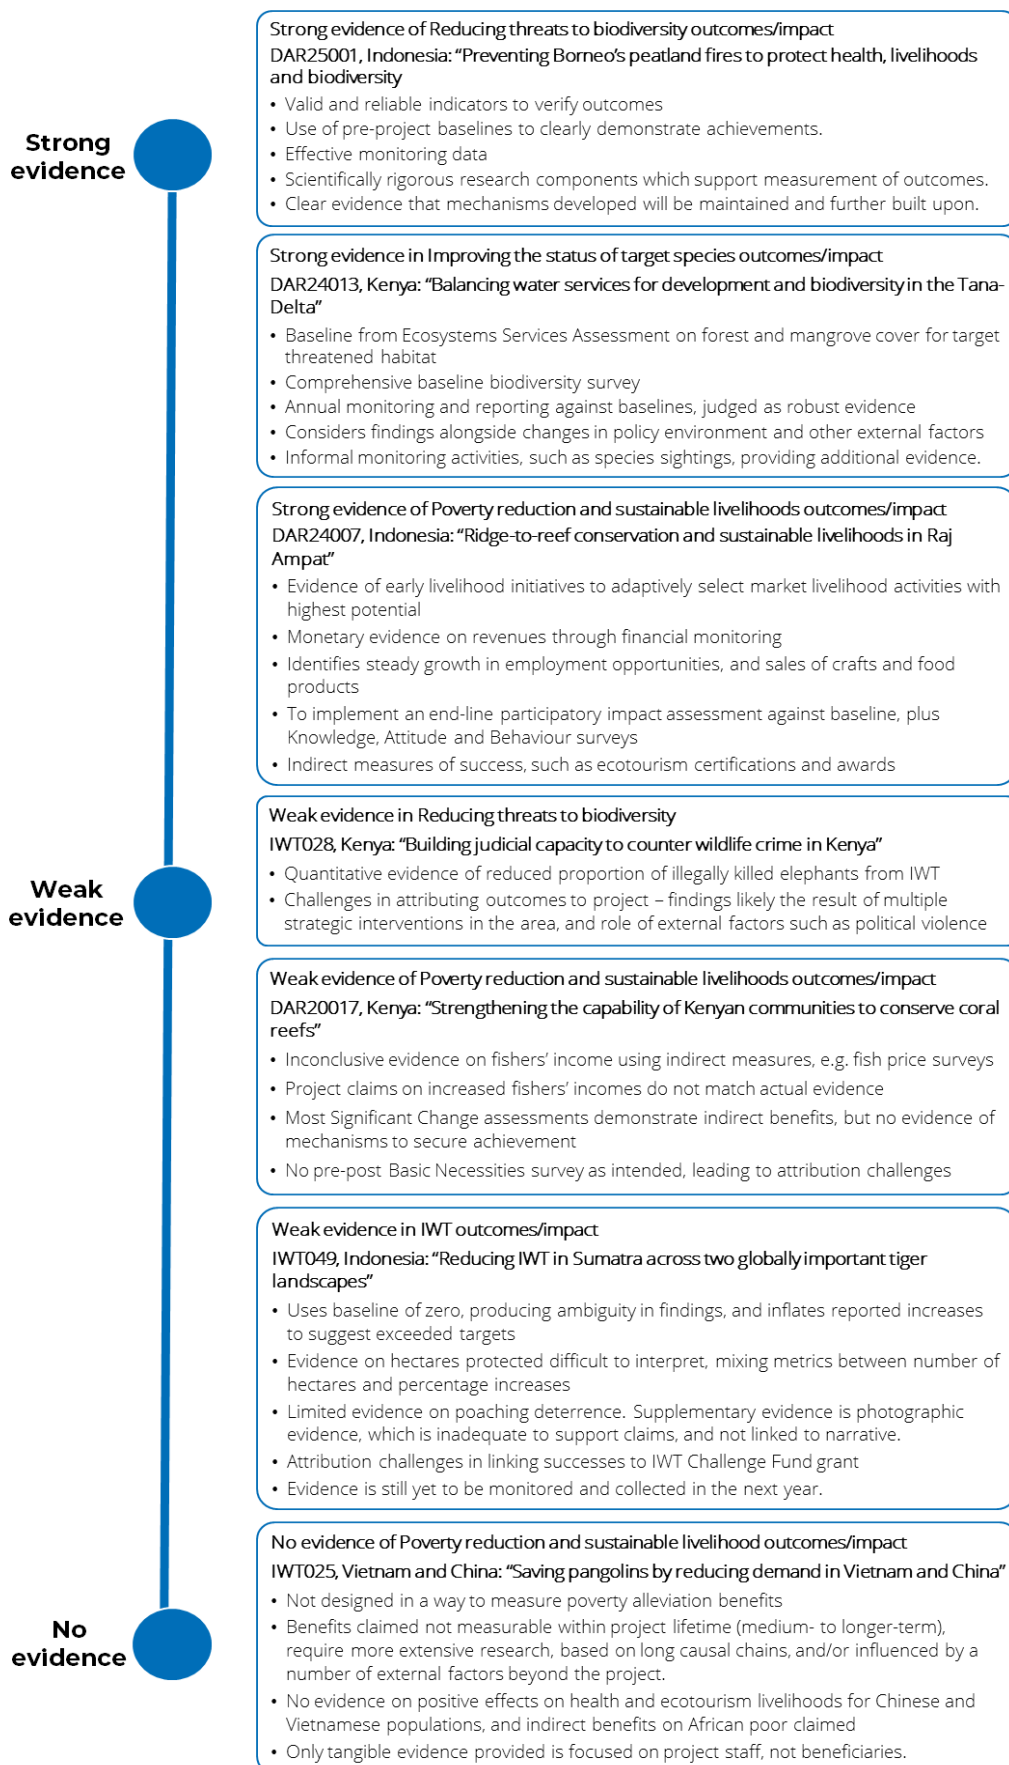 Strong evidence of Reducing threats to biodiversity outcomes/impact
DAR25001, Indonesia: “Preventing Borneo’s peatland fires to protect health, livelihoods
and biodiversity
• Valid and reliable indicators to verify outcomes
• Use of pre-project baselines to clearly demonstrate achievements.
• Effective monitoring data
• Scientifically rigorous research components which support measurement of outcomes.
• Clear evidence that mechanisms developed will be maintained and further built upon.
Strong
evidence
Strong evidence in Improving the status of target species outcomes/impact
DAR24013, Kenya: “Balancing water services for development and biodiversity in the Tana-
Delta”
• Baseline from Ecosystems Services Assessment on forest and mangrove cover for target
threatened habitat
• Comprehensive baseline biodiversity survey
• Annual monitoring and reporting against baselines, judged as robust evidence
• Considers findings alongside changes in policy environment and other external factors
• Informal monitoring activities, such as species sightings, providing additional evidence.
Strong evidence of Poverty reduction and sustainable livelihoods outcomes/impact
DAR24007, Indonesia: “Ridge-to-reef conservation and sustainable livelihoods in Raj
Ampat”
• Evidence of early livelihood initiatives to adaptively select market livelihood activities with
highest potential
• Monetary evidence on revenues through financial monitoring
• Identifies steady growth in employment opportunities, and sales of crafts and food
products
• To implement an end-line participatory impact assessment against baseline, plus
Knowledge, Attitude and Behaviour surveys
• Indirect measures of success, such as ecotourism certifications and awards
Weak evidence in Reducing threats to biodiversity
IWT028, Kenya: “Building judicial capacity to counter wildlife crime in Kenya”
• Quantitative evidence of reduced proportion of illegally killed elephants from IWT
• Challenges in attributing outcomes to project – findings likely the result of multiple
strategic interventions in the area, and role of external factors such as political violence
Weak
evidence
Weak evidence of Poverty reduction and sustainable livelihoods outcomes/impact
DAR20017, Kenya: “Strengthening the capability of Kenyan communities to conserve coral
reefs”
• Inconclusive evidence on fishers’ income using indirect measures, e.g. fish price surveys
• Project claims on increased fishers’ incomes do not match actual evidence
• Most Significant Change assessments demonstrate indirect benefits, but no evidence of
mechanisms to secure achievement
• No pre-post Basic Necessities survey as intended, leading to attribution challenges
Weak evidence in IWT outcomes/impact
IWT049, Indonesia: “Reducing IWT in Sumatra across two globally important tiger
landscapes”
• Uses baseline of zero, producing ambiguity in findings, and inflates reported increases
to suggest exceeded targets
• Evidence on hectares protected difficult to interpret, mixing metrics between number of
hectares and percentage increases
• Limited evidence on poaching deterrence. Supplementary evidence is photographic
evidence, which is inadequate to support claims, and not linked to narrative.
• Attribution challenges in linking successes to IWT Challenge Fund grant
• Evidence is still yet to be monitored and collected in the next year.
No evidence of Poverty reduction and sustainable livelihood outcomes/impact
IWT025, Vietnam and China: “Saving pangolins by reducing demand in Vietnam and China”
• Not designed in a way to measure poverty alleviation benefits
• Benefits claimed not measurable within project lifetime (medium- to longer-term),
require more extensive research, based on long causal chains, and/or influenced by a
number of external factors beyond the project.
• No evidence on positive effects on health and ecotourism livelihoods for Chinese and
Vietnamese populations, and indirect benefits on African poor claimed
• Only tangible evidence provided is focused on project staff, not beneficiaries.
No
evidence